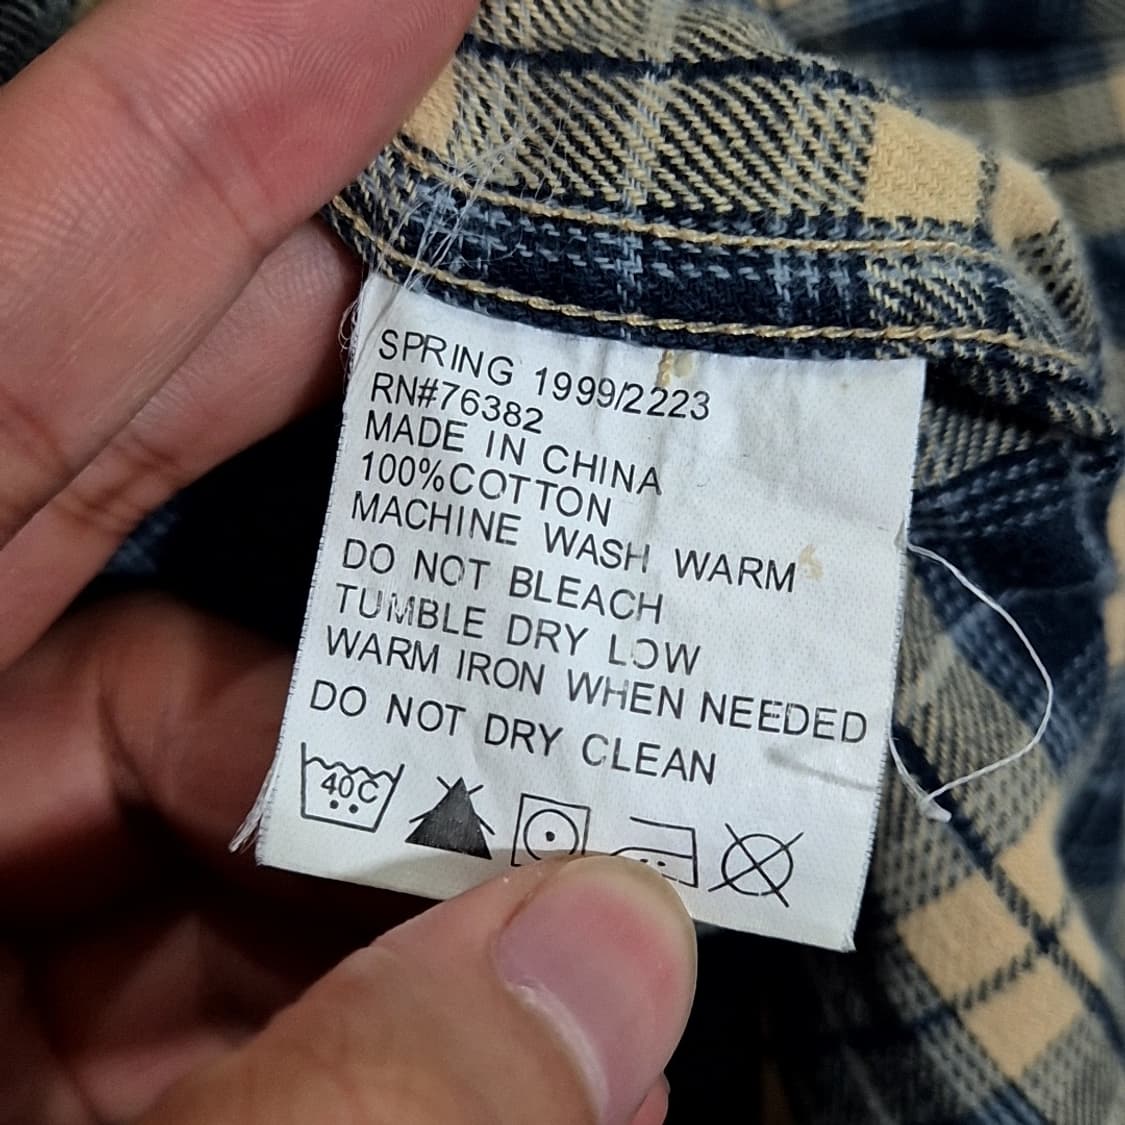 SPRING 1999/2223
RN#76382
MADE IN CHINA
100%COTTON
MACHINE WASH WARM
DO NOT BLEACH
TUMBLE DRY LOW
WARM IRON WHEN NEEDED
DO NOT DRY CLEAN
40C